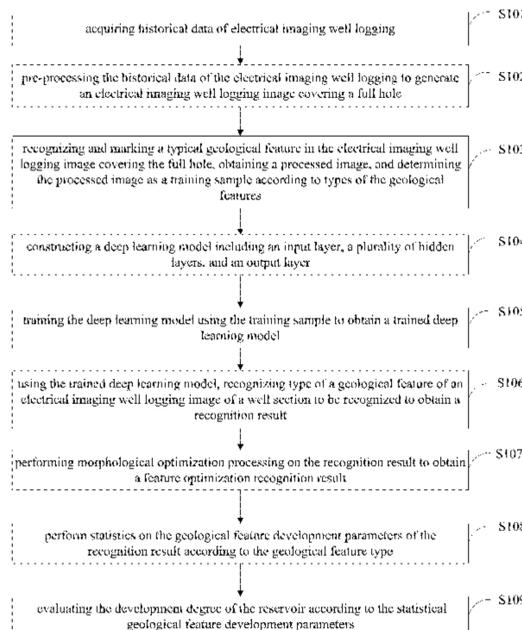 acquiring historical data of electrical imaging well logging
S101
pre-processing the historical data of the electrical imaging well logging to generate
an electrical imaging well logging image covering a full hole
S102
recognizing and marking a typical geological feature in the electrical imaging well
logging image covering the full hole, obtaining a processed image, and determining
the processed image as a training sample according to types of the geological
features
S103
constructing a deep learning model including an input layer, a plurality of hidden
layers, and an output layer
S104
training the deep learning model using the training sample to obtain a trained deep
learning model
S105
using the trained deep learning model, recognizing type of a geological feature of an
electrical imaging well logging image of a well section to be recognized to obtain a
recognition result
S106
performing morphological optimization processing on the recognition result to obtain
a feature optimization recognition result
S107
perform statistics on the geological feature development parameters of the
recognition result according to the geological feature type
S108
evaluating the development degree of the reservoir according to the statistical
geological feature development parameters
S109